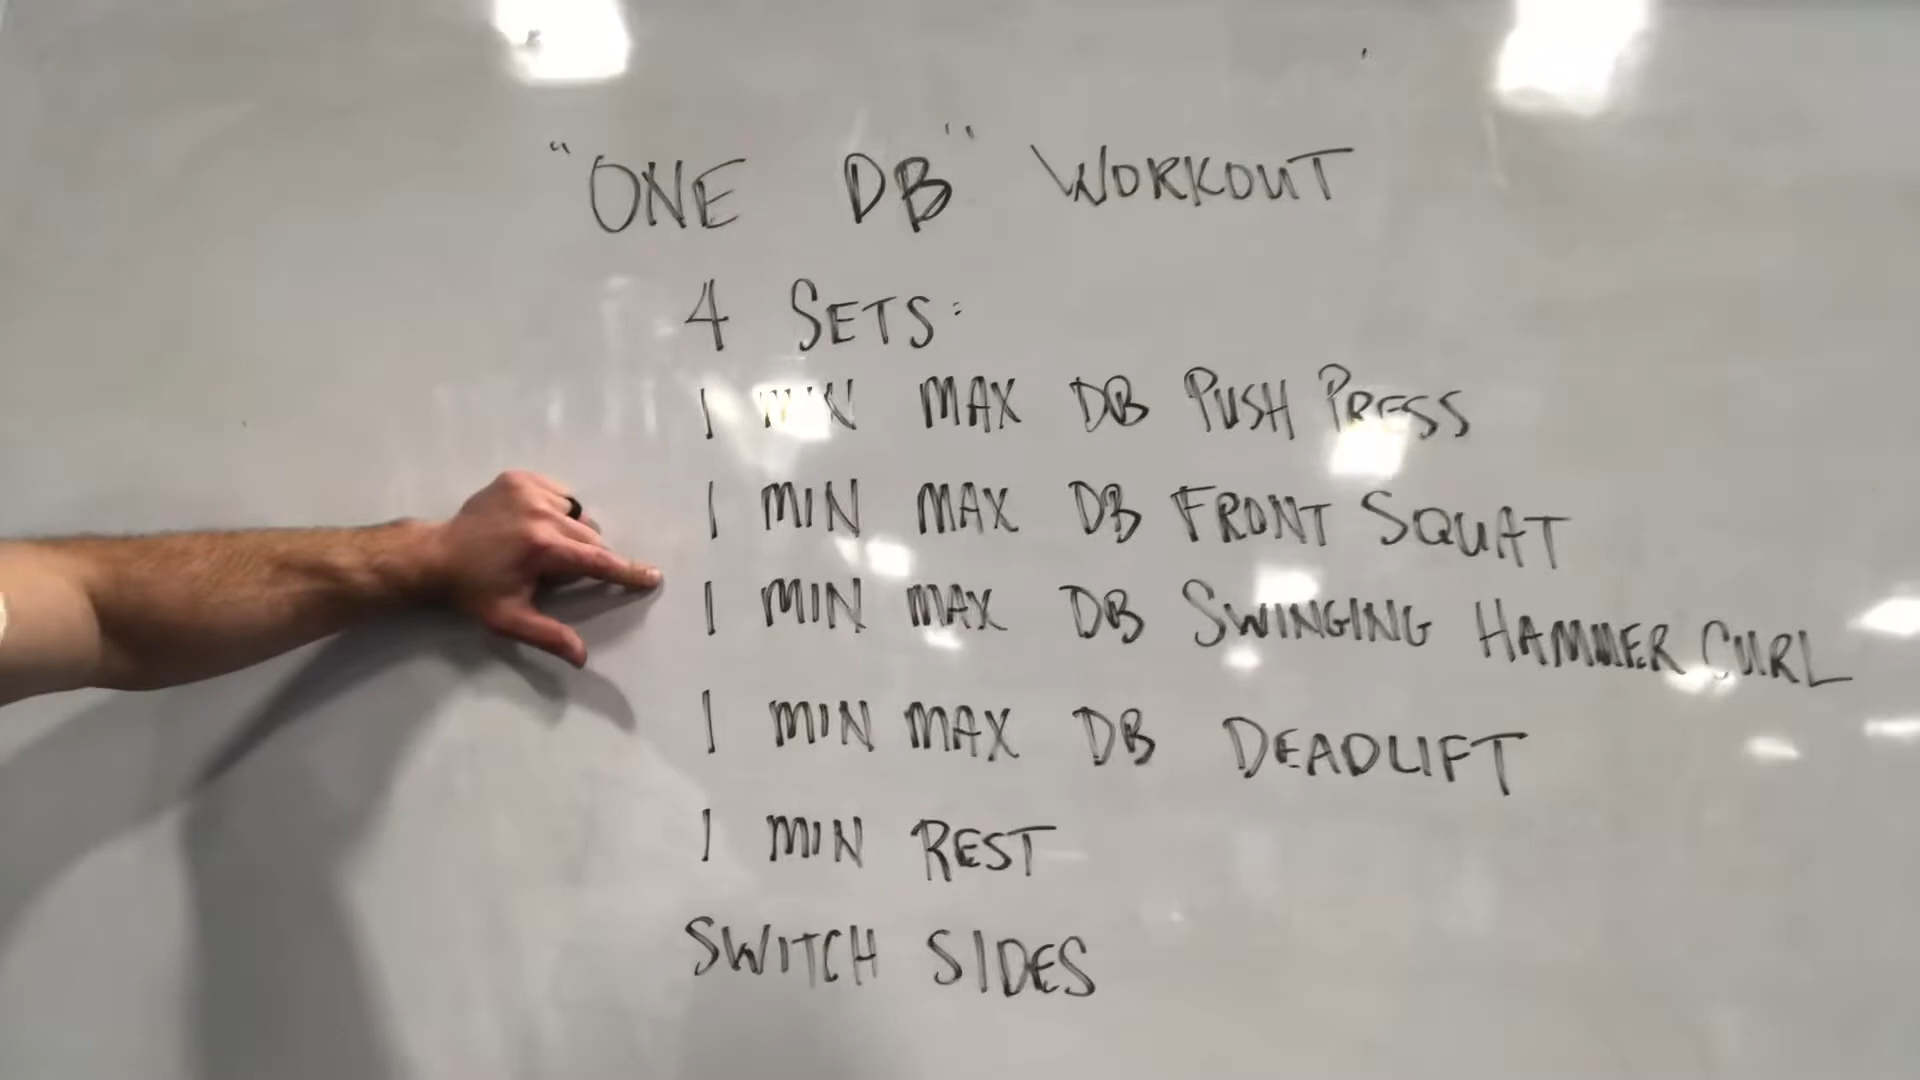 "ONE DB" WORKOUT
4 SETS:
1 MIN MAX DB PUSH PRESS
1 MIN MAX DB FRONT SQUAT
1 MIN MAX DB SWINGING HAMMER CURL
1 MIN MAX DB DEADLIFT
1 MIN REST
SWITCH SIDES